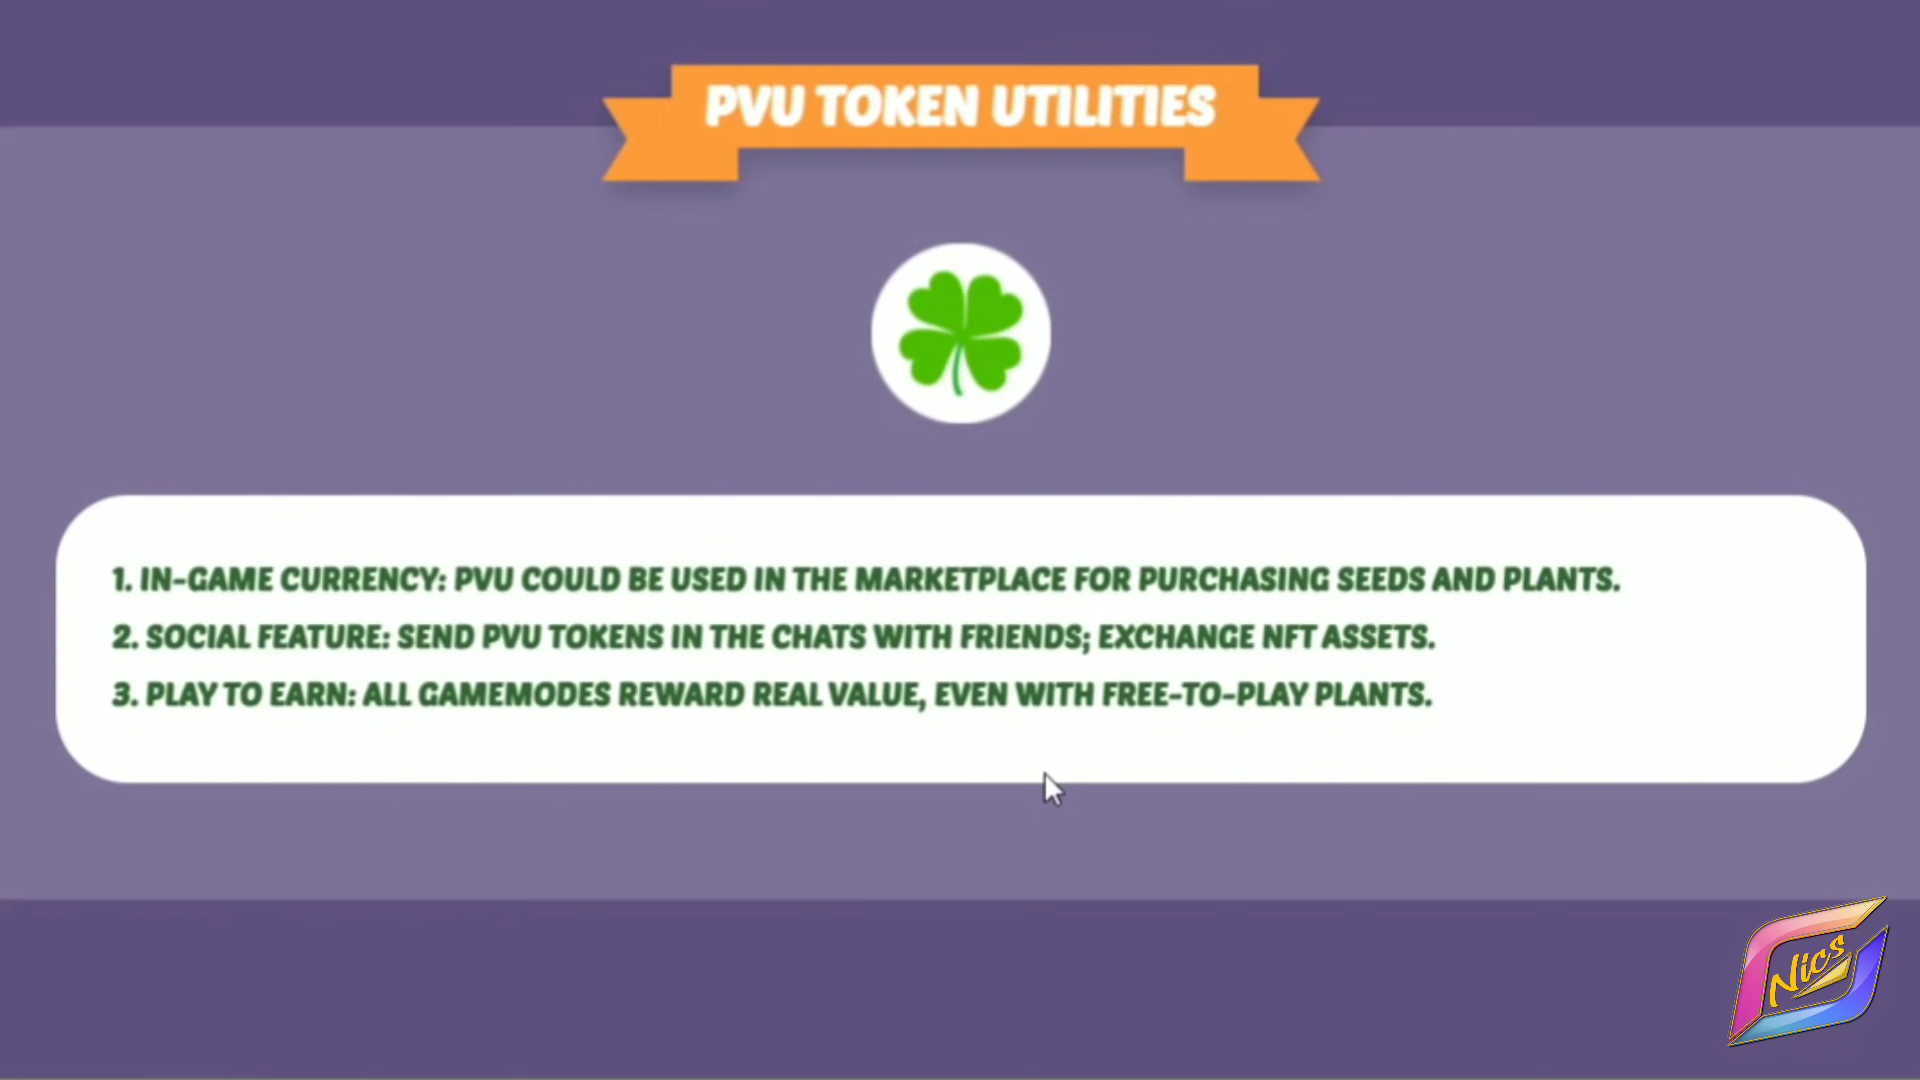 PVU TOKEN UTILITIES
1. IN-GAME CURRENCY: PVU COULD BE USED IN THE MARKETPLACE FOR PURCHASING SEEDS AND PLANTS.
2. SOCIAL FEATURE: SEND PVU TOKENS IN THE CHATS WITH FRIENDS; EXCHANGE NFT ASSETS.
3. PLAY TO EARN: ALL GAMEMODES REWARD REAL VALUE, EVEN WITH FREE-TO-PLAY PLANTS.
Nics